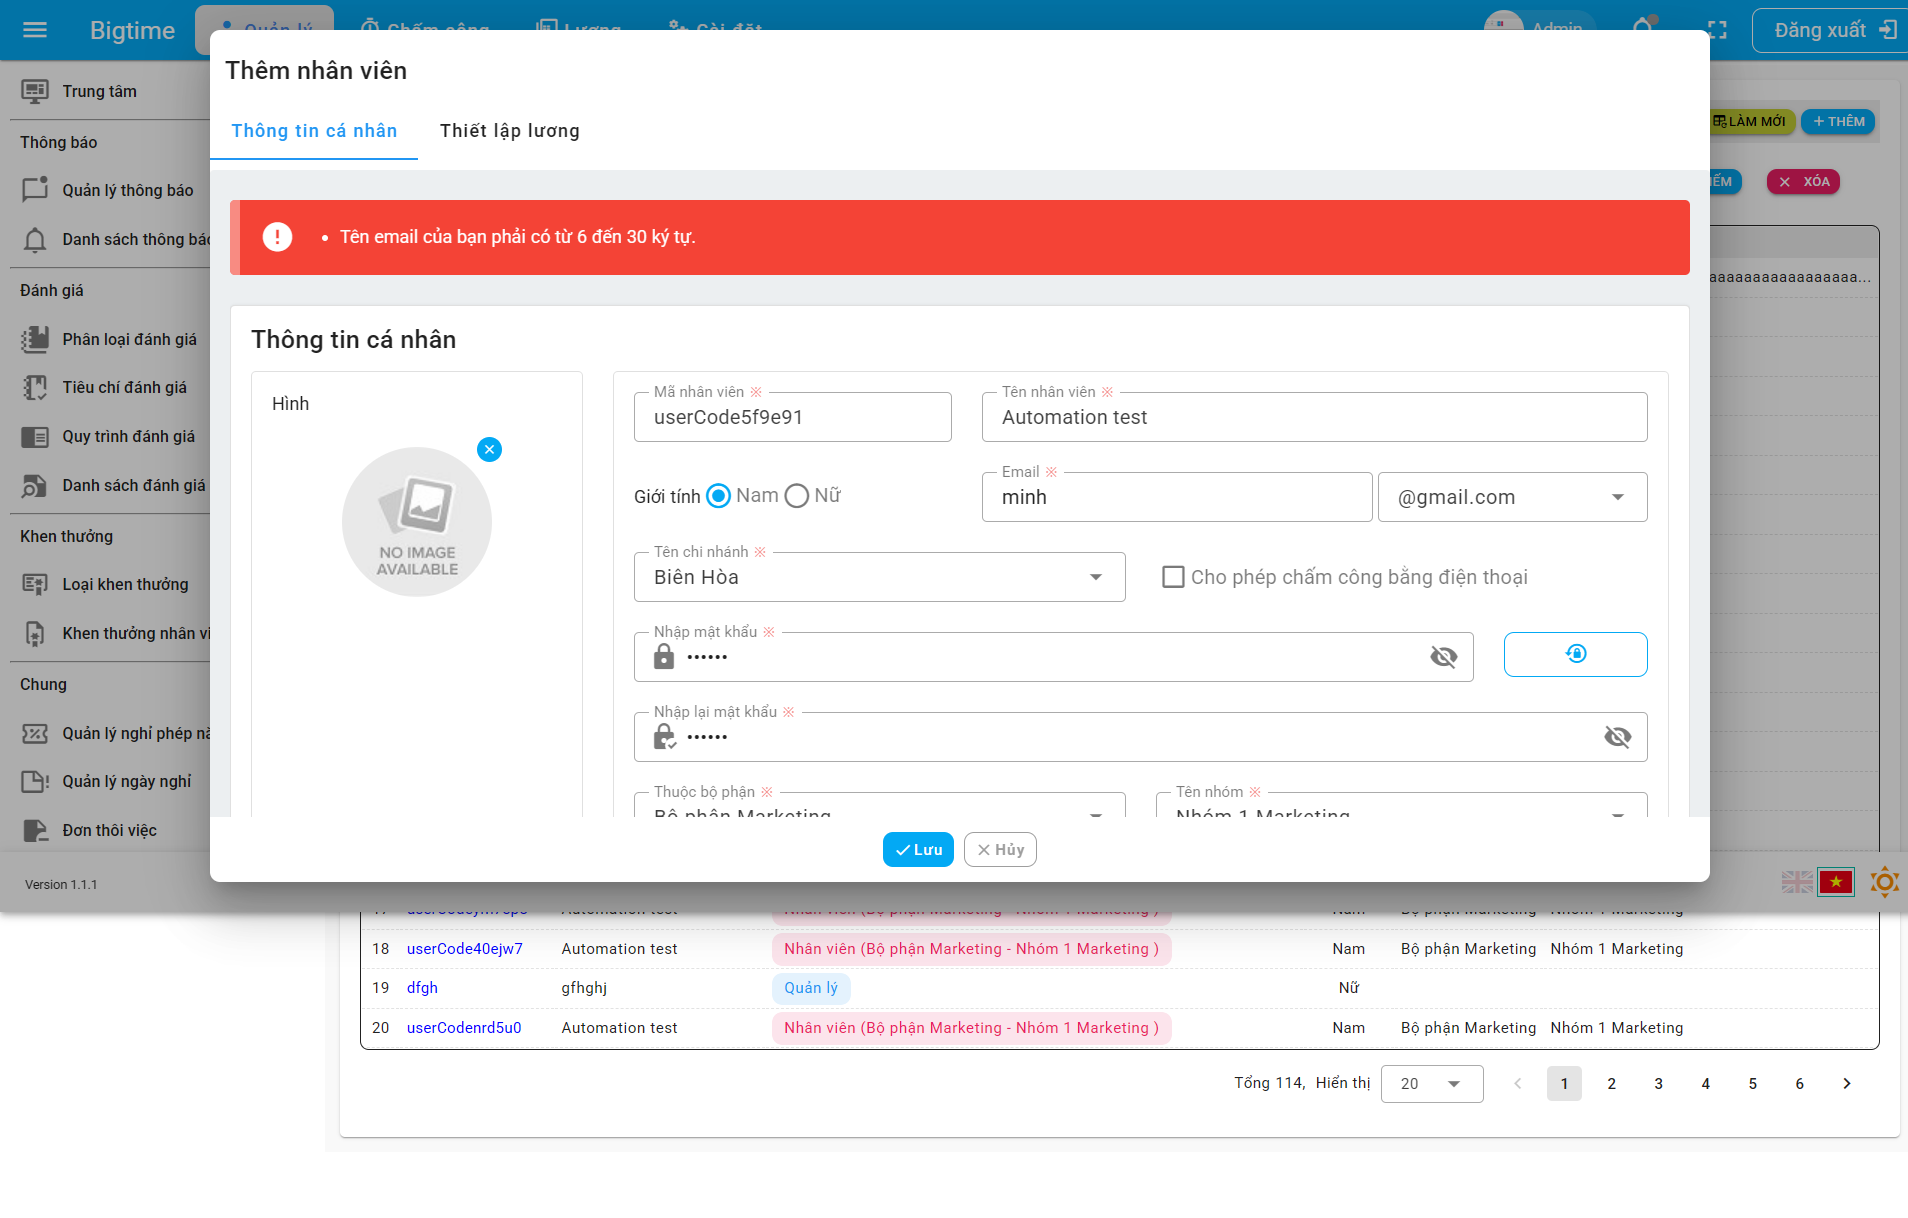 Bigtime
Quản lý
Chấm công
Lương
Cài đặt
Admin
Đăng xuất
Trung tâm
Thông báo
Quản lý thông báo
Danh sách thông báo
Đánh giá
Phân loại đánh giá
Tiêu chí đánh giá
Quy trình đánh giá
Danh sách đánh giá
Khen thưởng
Loại khen thưởng
Khen thưởng nhân vi
Chung
Quản lý nghỉ phép nă
Quản lý ngày nghỉ
Đơn thôi việc
Version 1.1.1
LÀM MỚI
THÊM
IẾM
XÓA
aaaaaaaaaaaaaaaaa...
Thêm nhân viên
Thông tin cá nhân
Thiết lập lương
Tên email của bạn phải có từ 6 đến 30 ký tự.
Thông tin cá nhân
Hình
NO IMAGE
AVAILABLE
Mã nhân viên ※
userCode5f9e91
Tên nhân viên ※
Automation test
Giới tính Nam Nữ
Email ※
minh
@gmail.com
Tên chi nhánh ※
Biên Hòa
Cho phép chấm công bằng điện thoại
Nhập mật khẩu ※
••••••
Nhập lại mật khẩu ※
••••••
Thuộc bộ phận ※
Bộ phận Marketing
Tên nhóm ※
Nhóm 1 Marketing
Lưu
Hủy
18 userCode40ejw7 Automation test Nhân viên (Bộ phận Marketing - Nhóm 1 Marketing ) Nam Bộ phận Marketing Nhóm 1 Marketing
19 dfgh gfhghj Quản lý Nữ
20 userCodenrd5u0 Automation test Nhân viên (Bộ phận Marketing - Nhóm 1 Marketing ) Nam Bộ phận Marketing Nhóm 1 Marketing
Tổng 114, Hiển thị 20 1 2 3 4 5 6